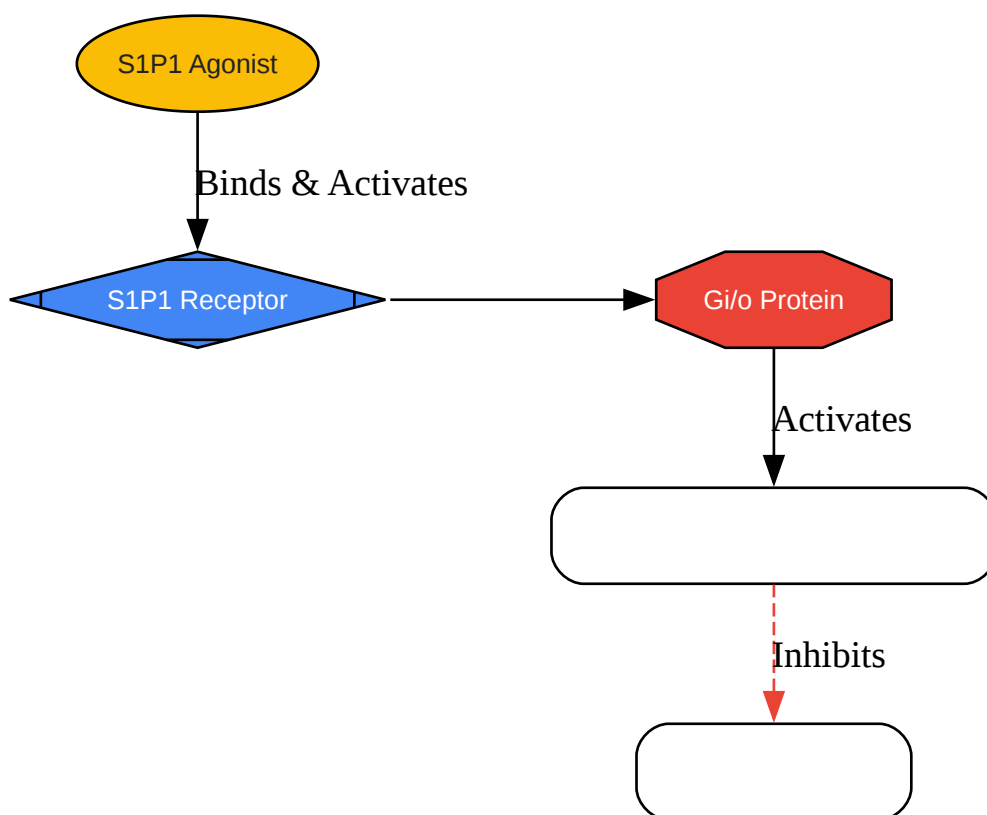 S1P1 Agonist
Binds & Activates
S1P1 Receptor
Gi/o Protein
Activates
Inhibits